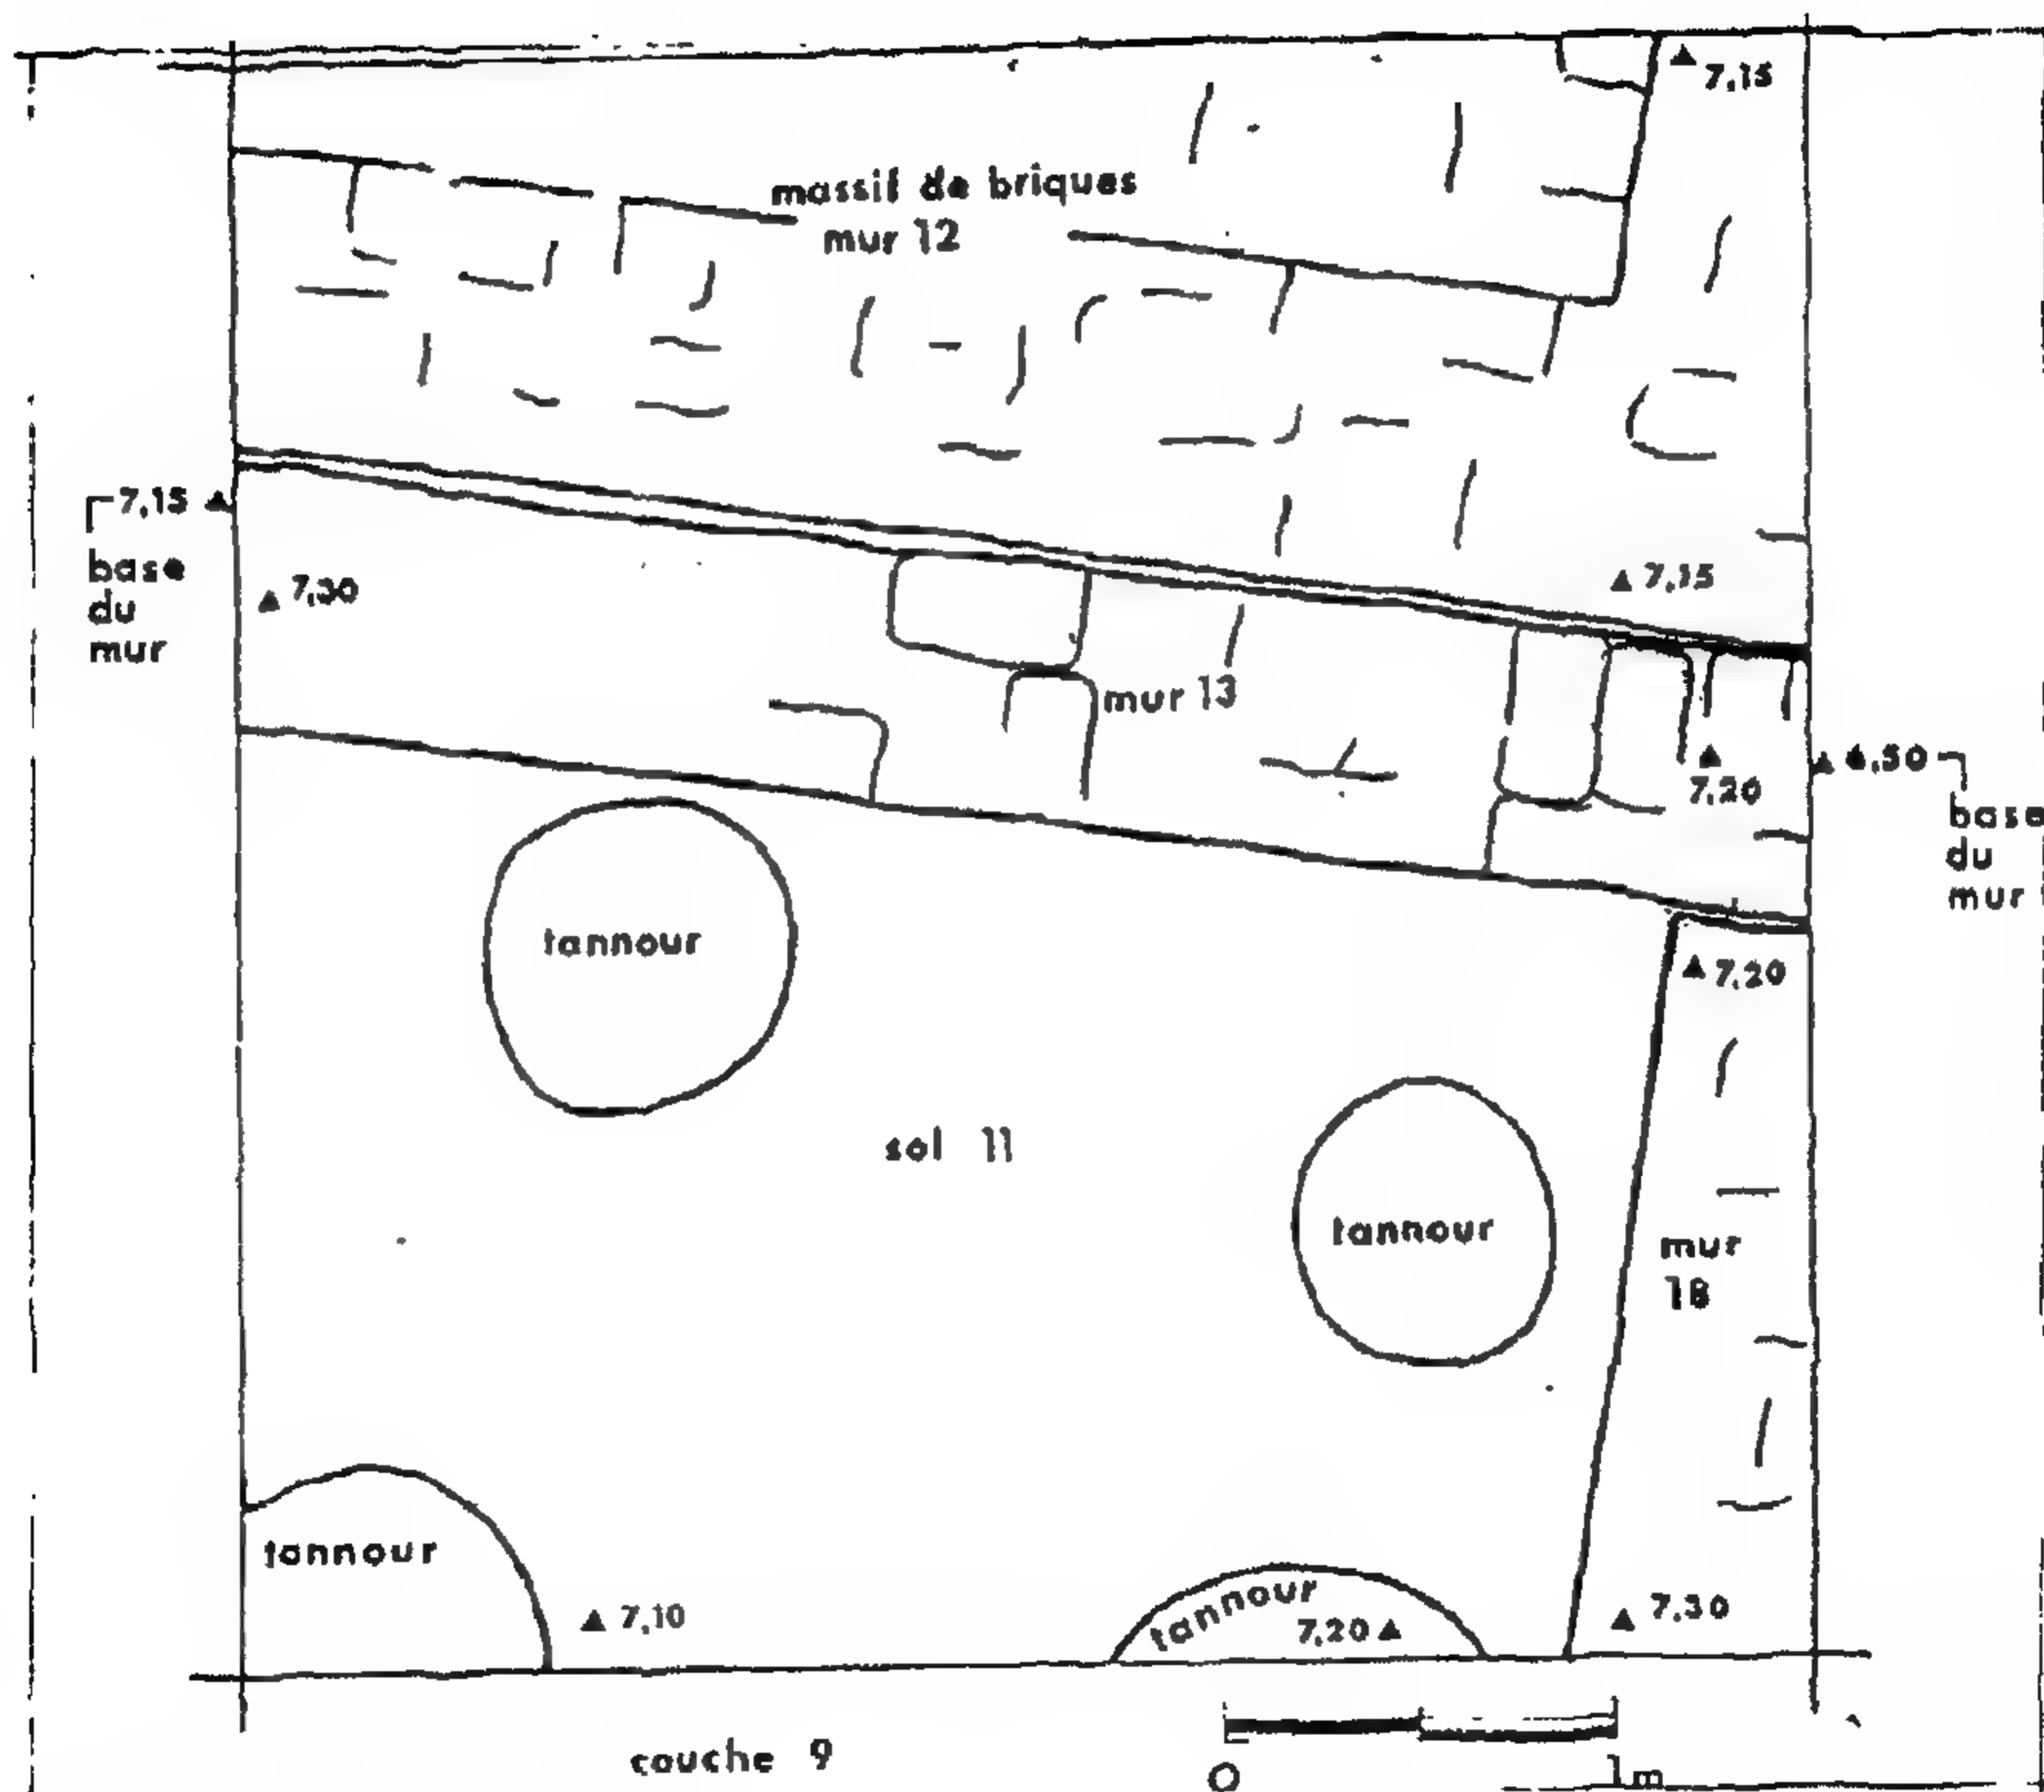 7,15
massif de briques
mur 12
7,15
base
du
mur
7,30
7,15
mur 13
7,20
6,50
base
du
mur
tannour
7,20
sol 11
tannour
mur
18
tannour
7,10
tannour
7,20
7,30
couche 9
0
1m